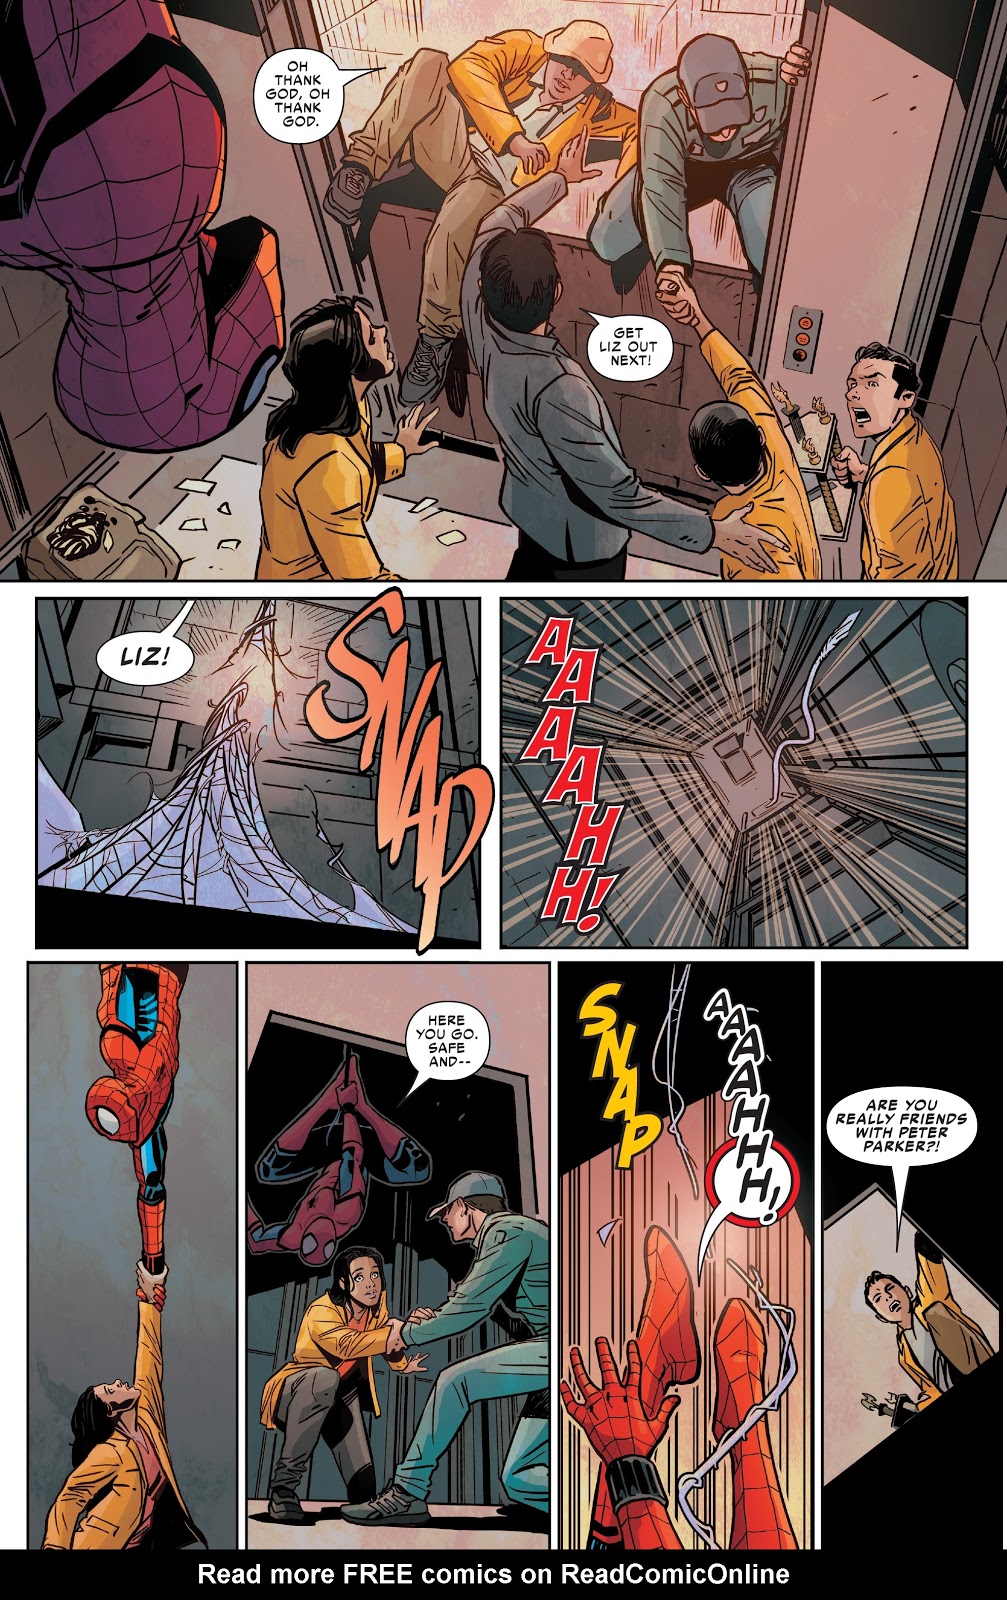 OH
THANK
GOD, OH
THANK
GOD.
GET
LIZ OUT
NEXT!
LIZ!
SNAP
AAAAAHH!
HERE
YOU GO.
SAFE
AND--
SNAP
AAAAHHH!
ARE YOU
REALLY FRIENDS
WITH PETER
PARKER?!
Read more FREE comics on ReadComicOnline